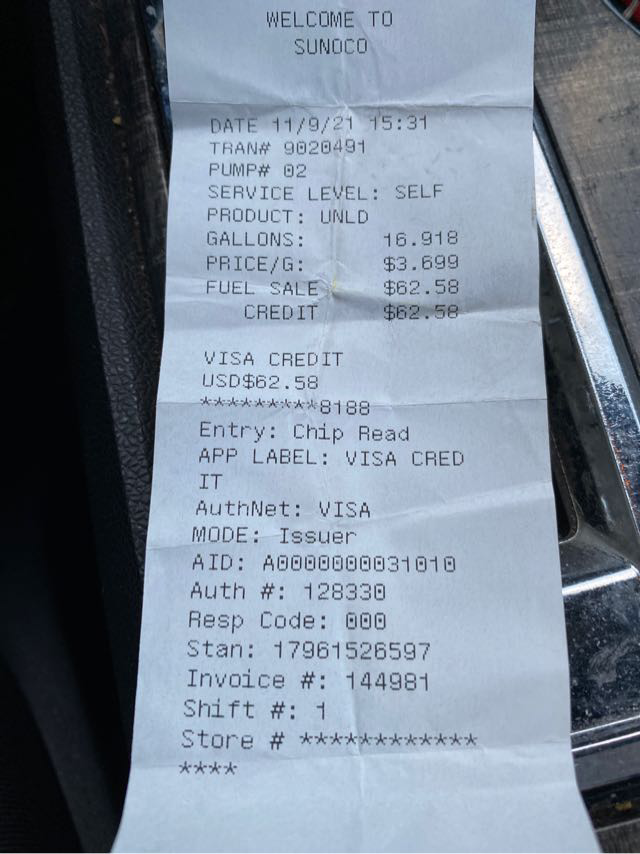 WELCOME TO
SUNOCO
DATE 11/9/21 15:31
TRAN# 9020491
PUMP# 02
SERVICE LEVEL: SELF
PRODUCT: UNLD
GALLONS: 16.918
PRICE/G: $3.699
FUEL SALE $62.58
CREDIT $62.58
VISA CREDIT
USD$62.58
*********8188
Entry: Chip Read
APP LABEL: VISA CRED
IT
AuthNet: VISA
MODE: Issuer
AID: A0000000031010
Auth #: 128330
Resp Code: 000
Stan: 17961526597
Invoice #: 144981
Shift #: 1
Store # ************
****